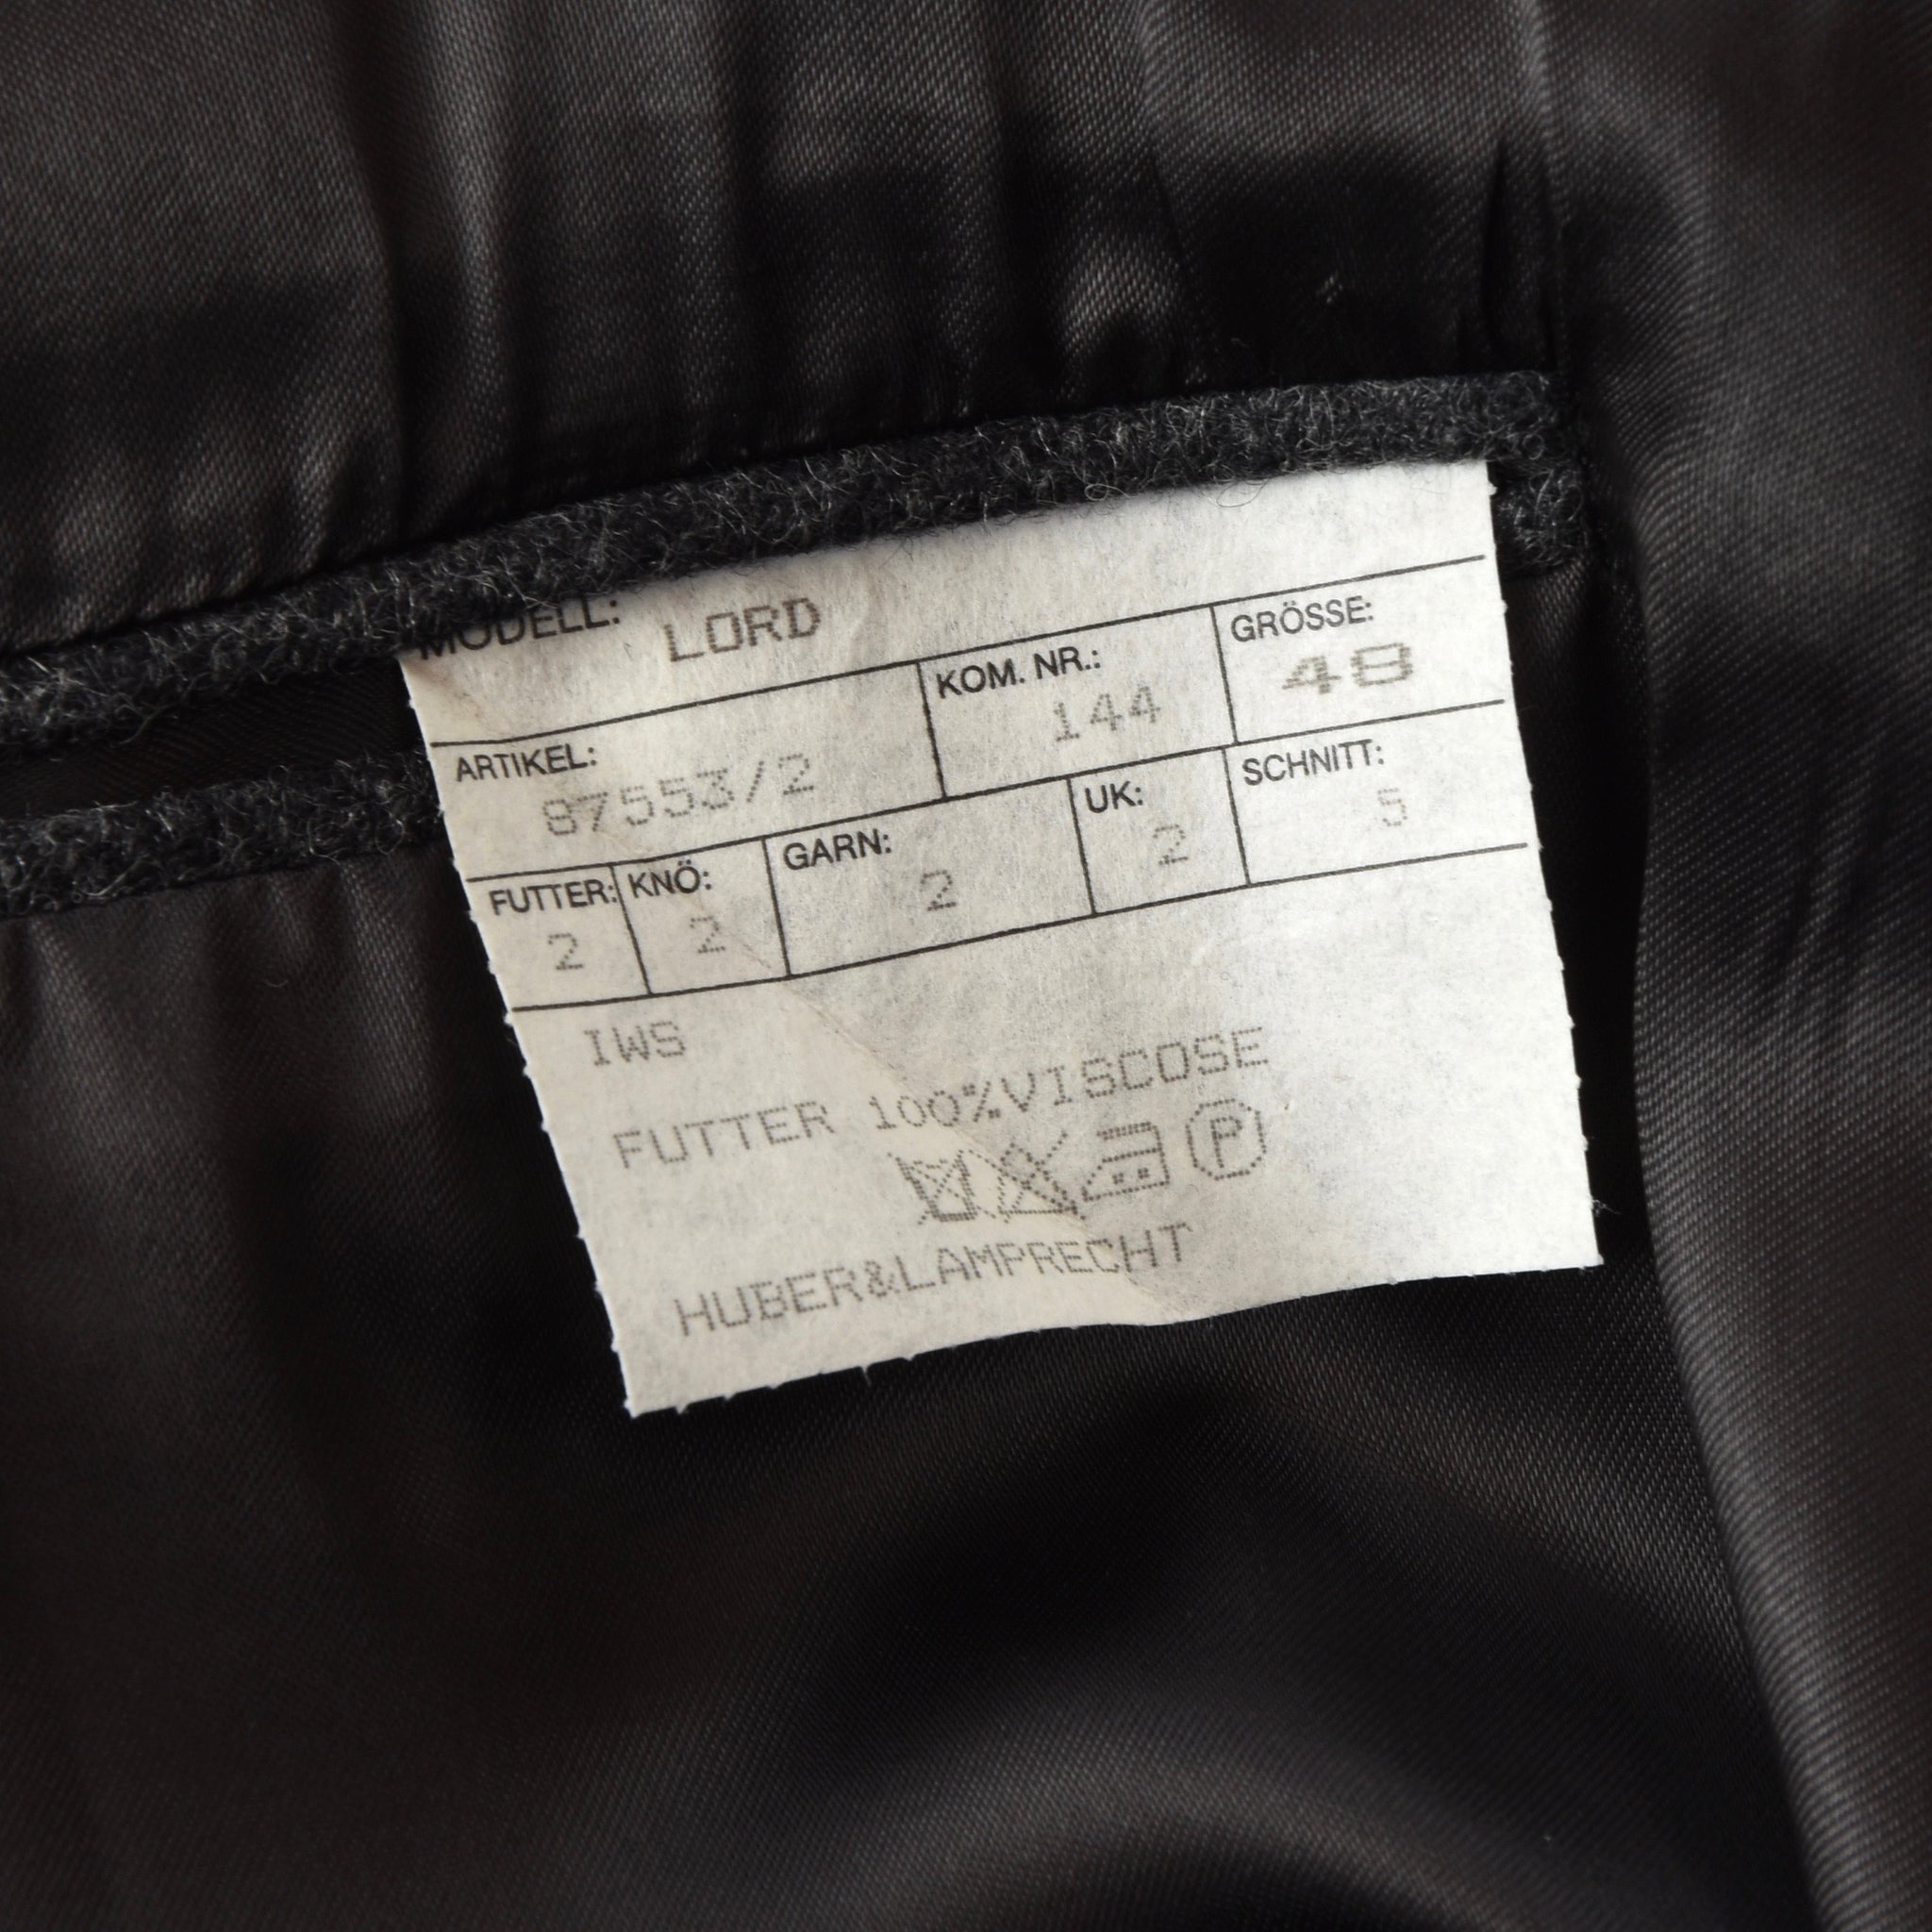 MODELL: LORD
ARTIKEL: 87553/2 KOM. NR.: 144 GRÖSSE: 48
FUTTER: 2 KNÖ: 2 GARN: 2 UK: 2 SCHNITT: 5
IWS
FUTTER 100%VISCOSE
P
HUBER&LAMPRECHT